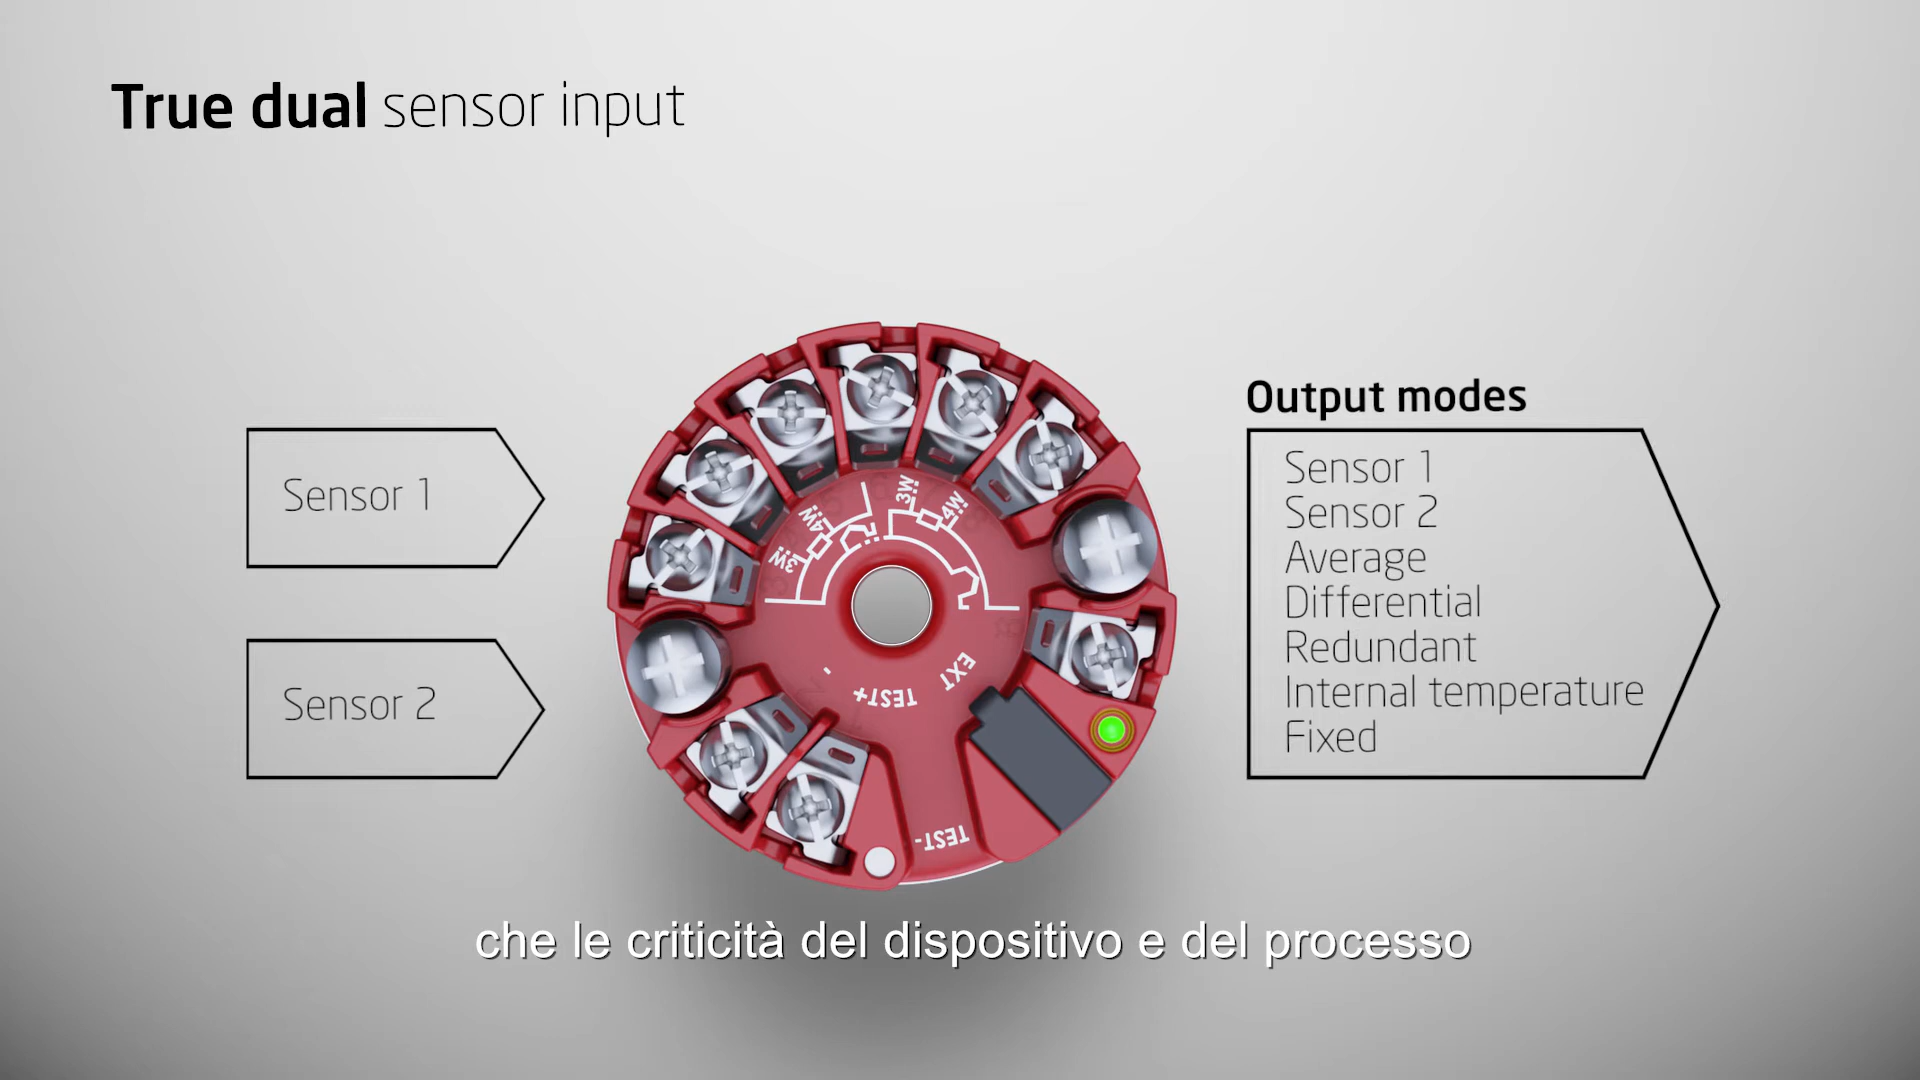 True dual sensor input
Output modes
Sensor 1
Sensor 2
Sensor 1
Sensor 2
Average
Differential
Redundant
Internal temperature
Fixed
3W
4W
3W
4W
EXT
-
TEST+
TEST-
che le criticità del dispositivo e del processo